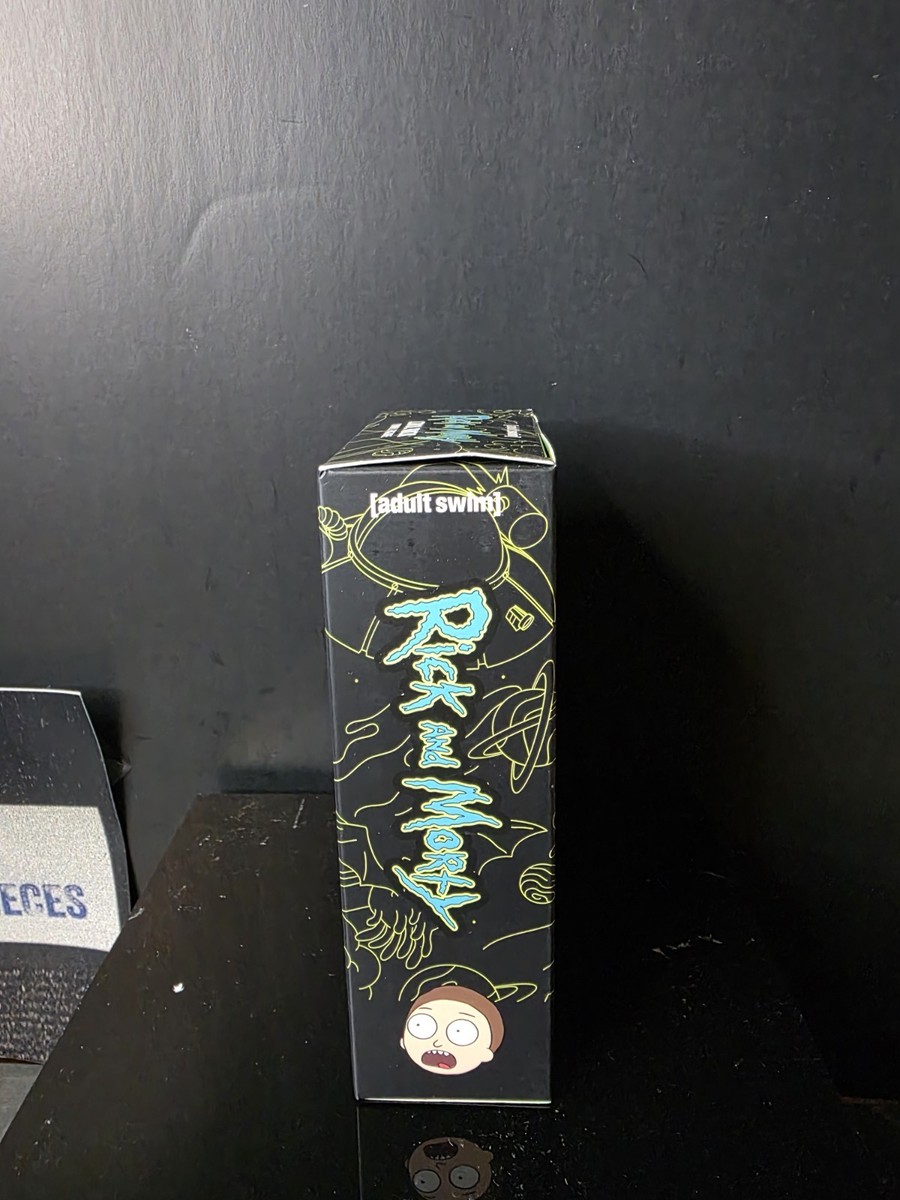 [adult swim]
Rick and Morty
ECES